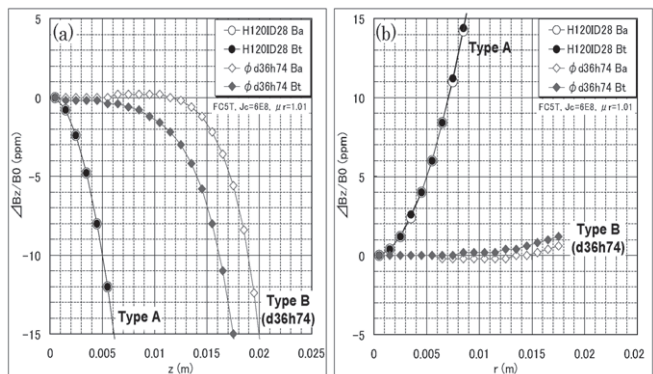 (a)
H120ID28 Ba
H120ID28 Bt
φd36h74 Ba
φd36h74 Bt
FC5T, Jc=6E8, μr=1.01
Type A
Type B
(d36h74)
5
0
-5
-10
-15
⊿Bz/B0 (ppm)
0
0.005
0.01
0.015
0.02
0.025
z (m)
(b)
H120ID28 Ba
H120ID28 Bt
φd36h74 Ba
φd36h74 Bt
FC5T, Jc=6E8, μr=1.01
Type A
Type B
(d36h74)
15
10
5
0
-5
⊿Bz/B0 (ppm)
0
0.005
0.01
0.015
0.02
0.02
r (m)